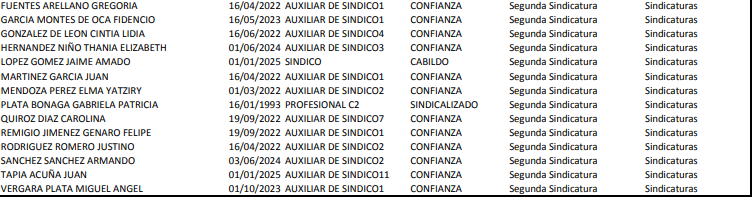 FUENTES ARELLANO GREGORIA 16/04/2022 AUXILIAR DE SINDICO1 CONFIANZA Segunda Sindicatura Sindicaturas
GARCIA MONTES DE OCA FIDENCIO 16/05/2023 AUXILIAR DE SINDICO1 CONFIANZA Segunda Sindicatura Sindicaturas
GONZALEZ DE LEON CINTIA LIDIA 16/06/2022 AUXILIAR DE SINDICO4 CONFIANZA Segunda Sindicatura Sindicaturas
HERNANDEZ NIÑO THANIA ELIZABETH 01/06/2024 AUXILIAR DE SINDICO3 CONFIANZA Segunda Sindicatura Sindicaturas
LOPEZ GOMEZ JAIME AMADO 01/01/2025 SINDICO CABILDO Segunda Sindicatura Sindicaturas
MARTINEZ GARCIA JUAN 16/04/2022 AUXILIAR DE SINDICO1 CONFIANZA Segunda Sindicatura Sindicaturas
MENDOZA PEREZ ELMA YATZIRY 01/03/2022 AUXILIAR DE SINDICO2 CONFIANZA Segunda Sindicatura Sindicaturas
PLATA BONAGA GABRIELA PATRICIA 16/01/1993 PROFESIONAL C2 SINDICALIZADO Segunda Sindicatura Sindicaturas
QUIROZ DIAZ CAROLINA 19/09/2022 AUXILIAR DE SINDICO7 CONFIANZA Segunda Sindicatura Sindicaturas
REMIGIO JIMENEZ GENARO FELIPE 19/09/2022 AUXILIAR DE SINDICO1 CONFIANZA Segunda Sindicatura Sindicaturas
RODRIGUEZ ROMERO JUSTINO 16/04/2022 AUXILIAR DE SINDICO2 CONFIANZA Segunda Sindicatura Sindicaturas
SANCHEZ SANCHEZ ARMANDO 03/06/2024 AUXILIAR DE SINDICO2 CONFIANZA Segunda Sindicatura Sindicaturas
TAPIA ACUÑA JUAN 01/01/2025 AUXILIAR DE SINDICO11 CONFIANZA Segunda Sindicatura Sindicaturas
VERGARA PLATA MIGUEL ANGEL 01/10/2023 AUXILIAR DE SINDICO1 CONFIANZA Segunda Sindicatura Sindicaturas